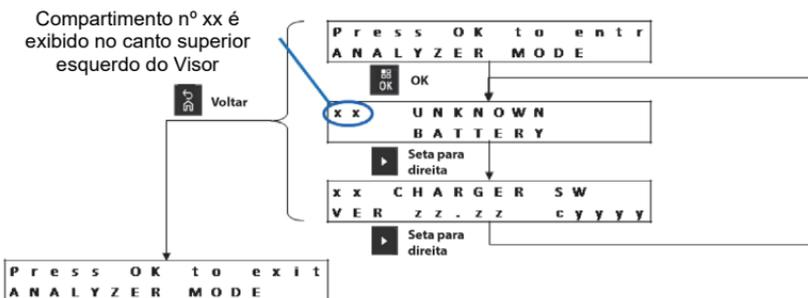 Compartimento nº xx é
exibido no canto superior
esquerdo do Visor
Press OK to entr
ANALYZER MODE
OK
OK
Voltar
xx UNKNOWN
BATTERY
Seta para
direita
xx CHARGER SW
VER zz.zz cyyyy
Seta para
direita
Press OK to exit
ANALYZER MODE